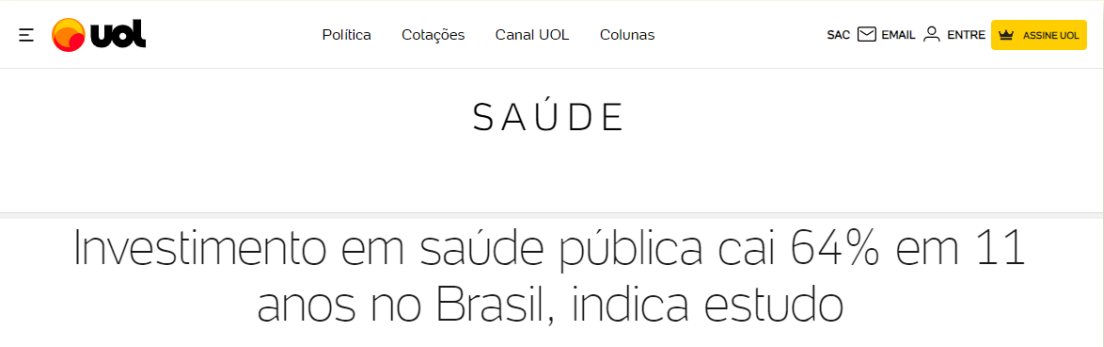 uol Política Cotações Canal UOL Colunas SAC EMAIL ENTRE ASSINE UOL
SAÚDE
Investimento em saúde pública cai 64% em 11
anos no Brasil, indica estudo